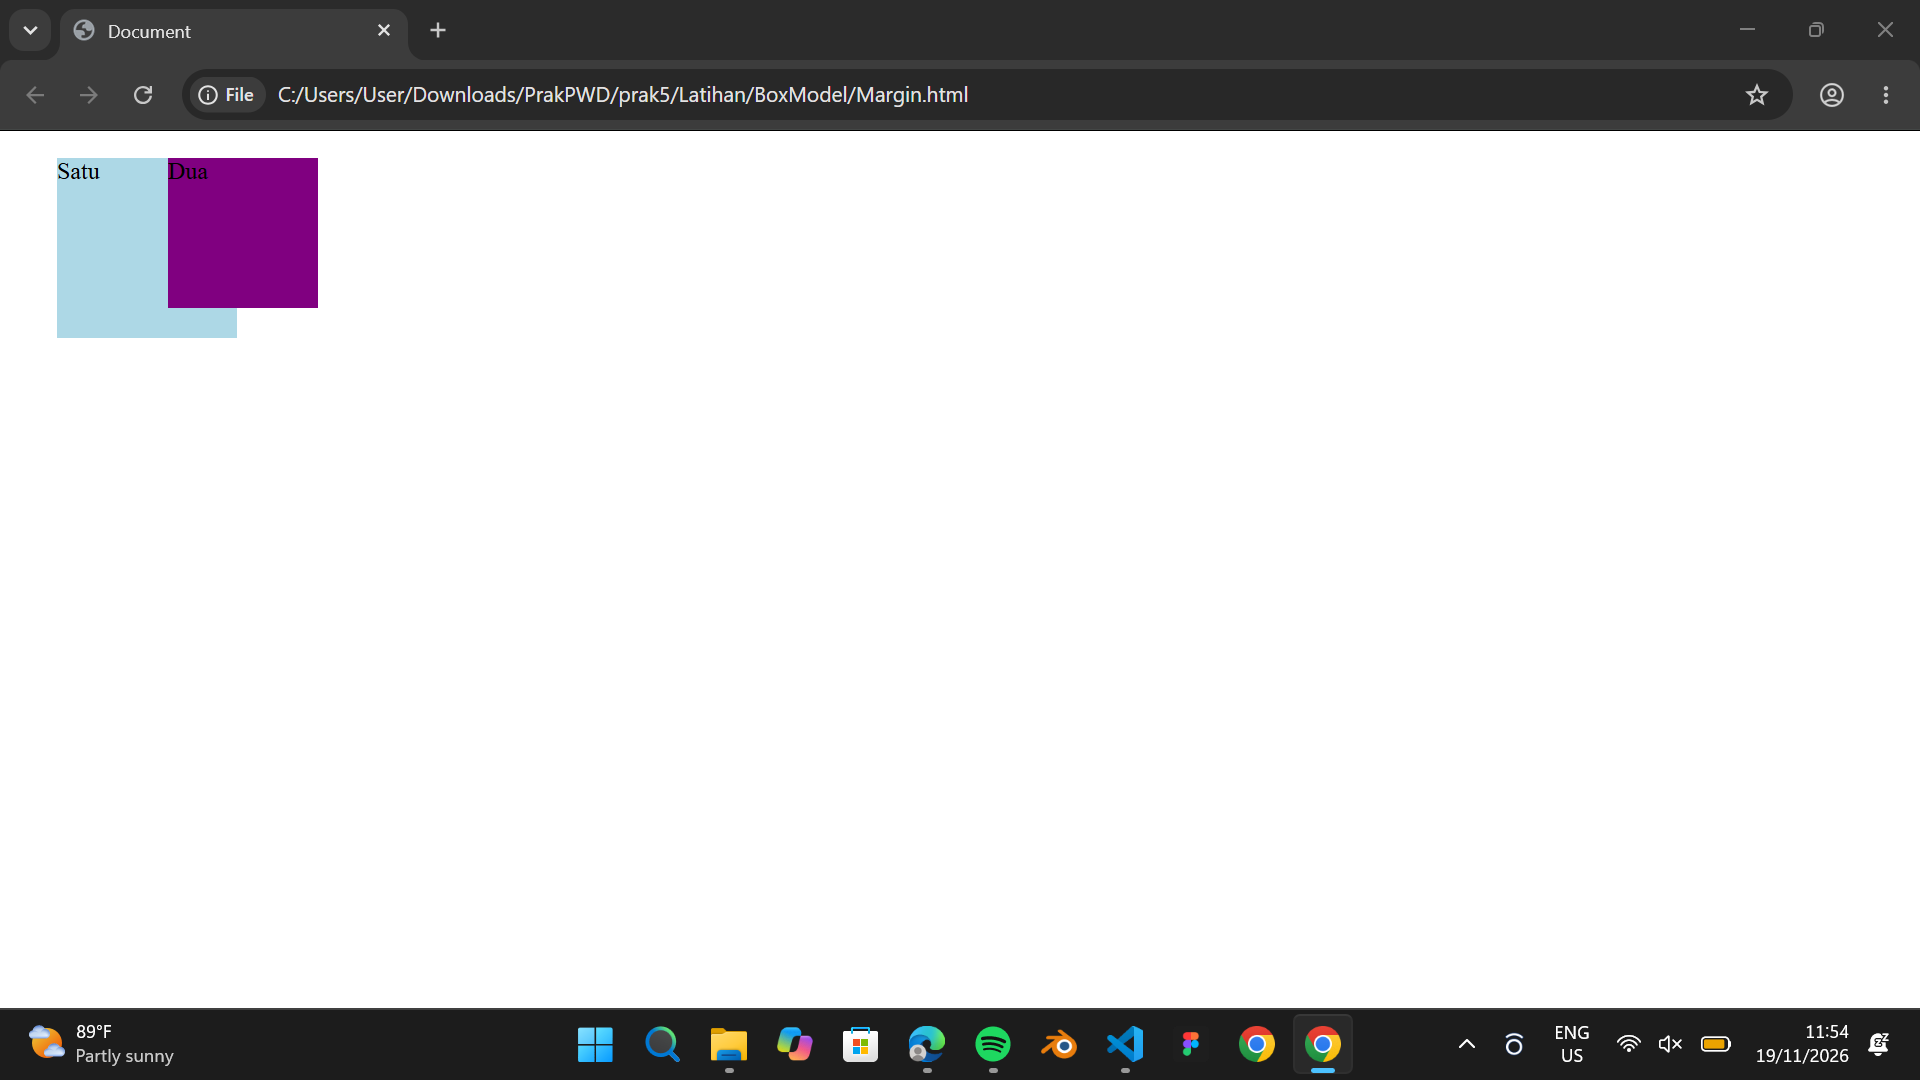 Document
File C:/Users/User/Downloads/PrakPWD/prak5/Latihan/BoxModel/Margin.html
Satu Dua
89°F
Partly sunny
ENG
US
11:54
19/11/2026